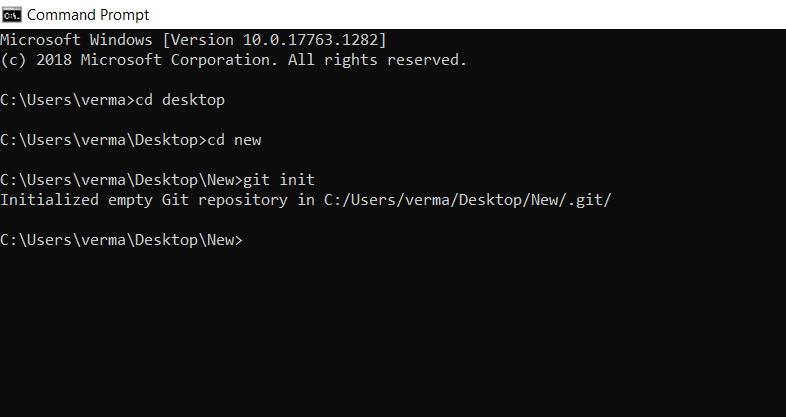 Command Prompt
Microsoft Windows [Version 10.0.17763.1282]
(c) 2018 Microsoft Corporation. All rights reserved.
C:\Users\verma>cd desktop
C:\Users\verma\Desktop>cd new
C:\Users\verma\Desktop\New>git init
Initialized empty Git repository in C:/Users/verma/Desktop/New/.git/
C:\Users\verma\Desktop\New>